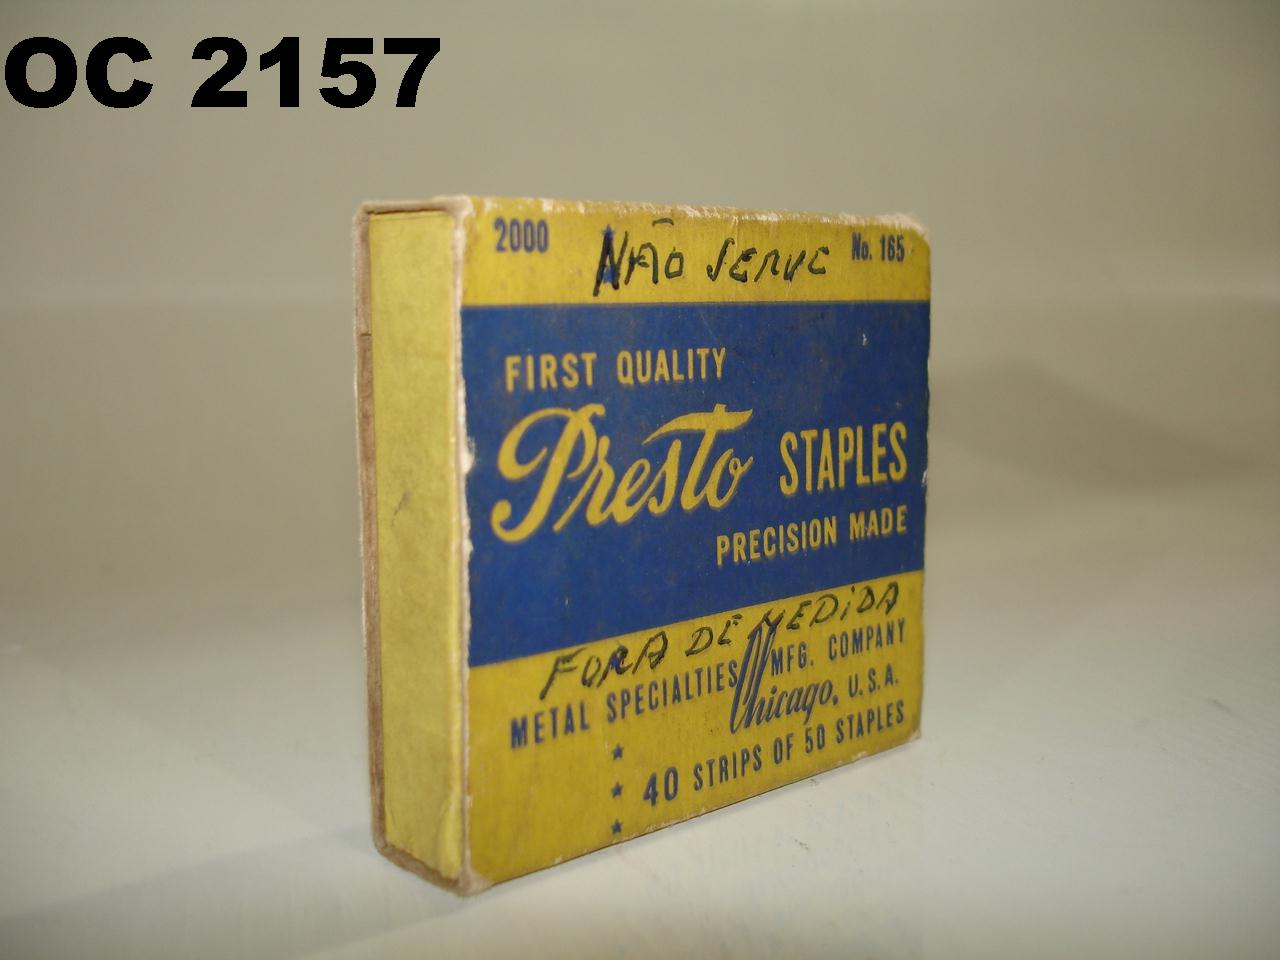 OC 2157
2000 NÃO SERVE No. 165
FIRST QUALITY
Presto STAPLES
PRECISION MADE
FORA DE MEDIDA
METAL SPECIALTIES MFG. COMPANY
Chicago, U.S.A.
40 STRIPS OF 50 STAPLES